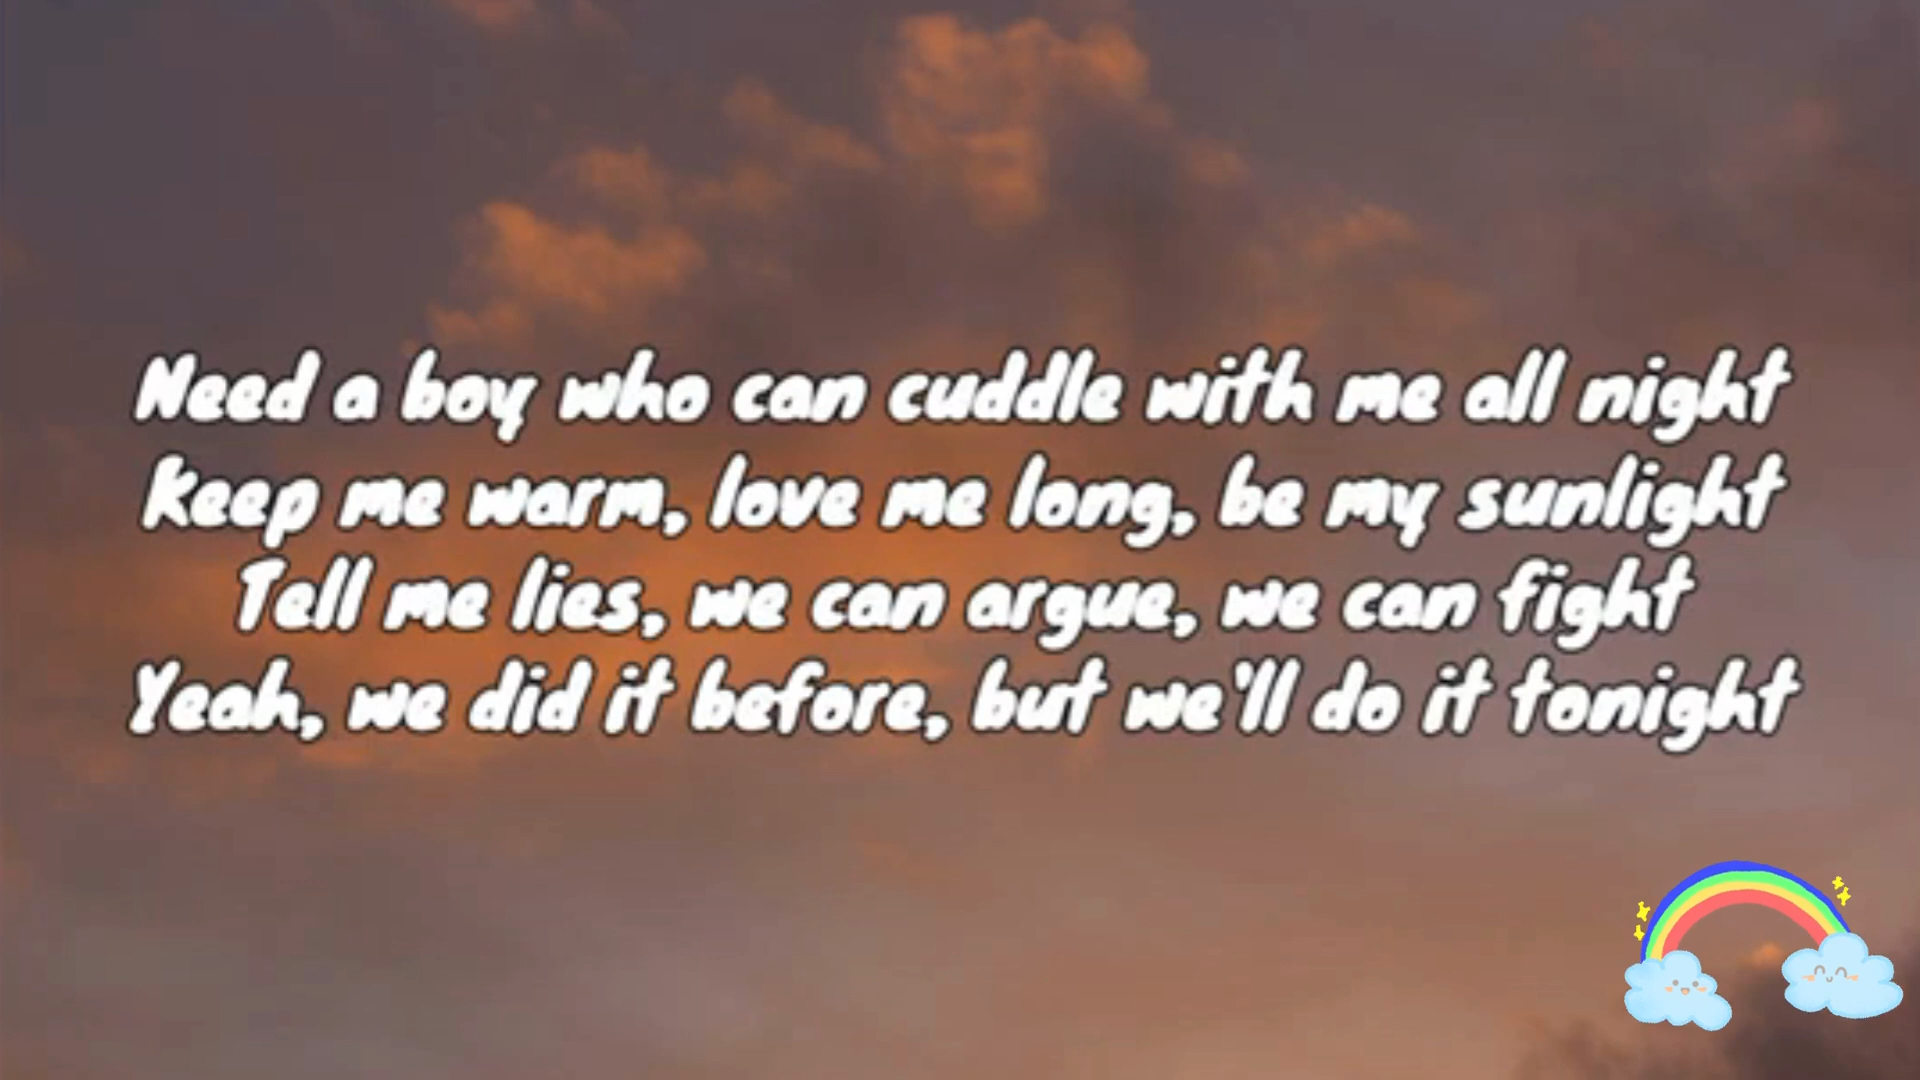 Need a boy who can cuddle with me all night
Keep me warm, love me long, be my sunlight
Tell me lies, we can argue, we can fight
Yeah, we did it before, but we'll do it tonight